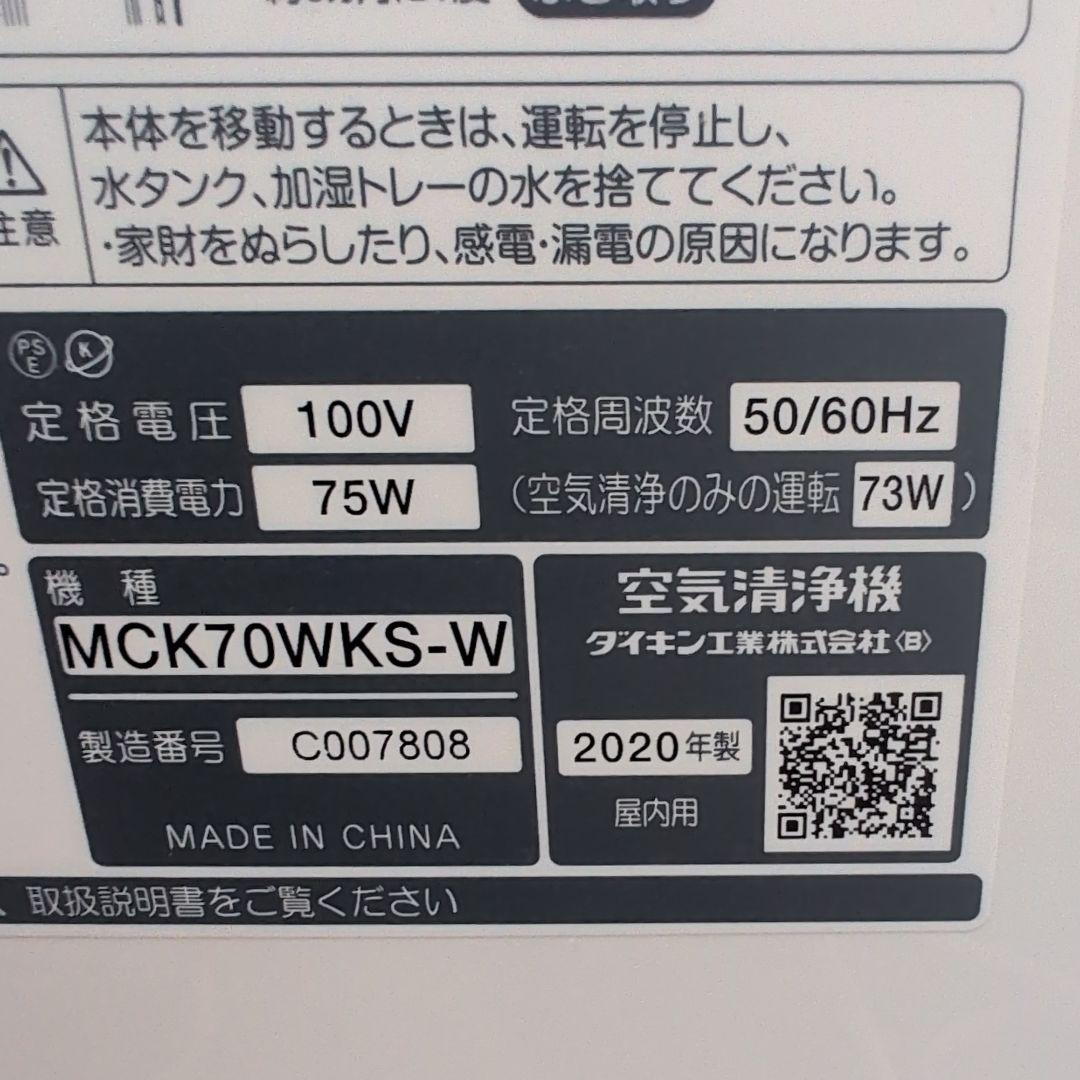 本体を移動するときは、運転を停止し、
水タンク、加湿トレーの水を捨ててください。
・家財をぬらしたり、感電・漏電の原因になります。
注意
PS
E
K
定格電圧 100V 定格周波数 50/60Hz
定格消費電力 75W （空気清浄のみの運転 73W ）
機種
MCK70WKS-W
製造番号 C007808
MADE IN CHINA
空気清浄機
ダイキン工業株式会社〈B〉
2020年製
屋内用
取扱説明書をご覧ください